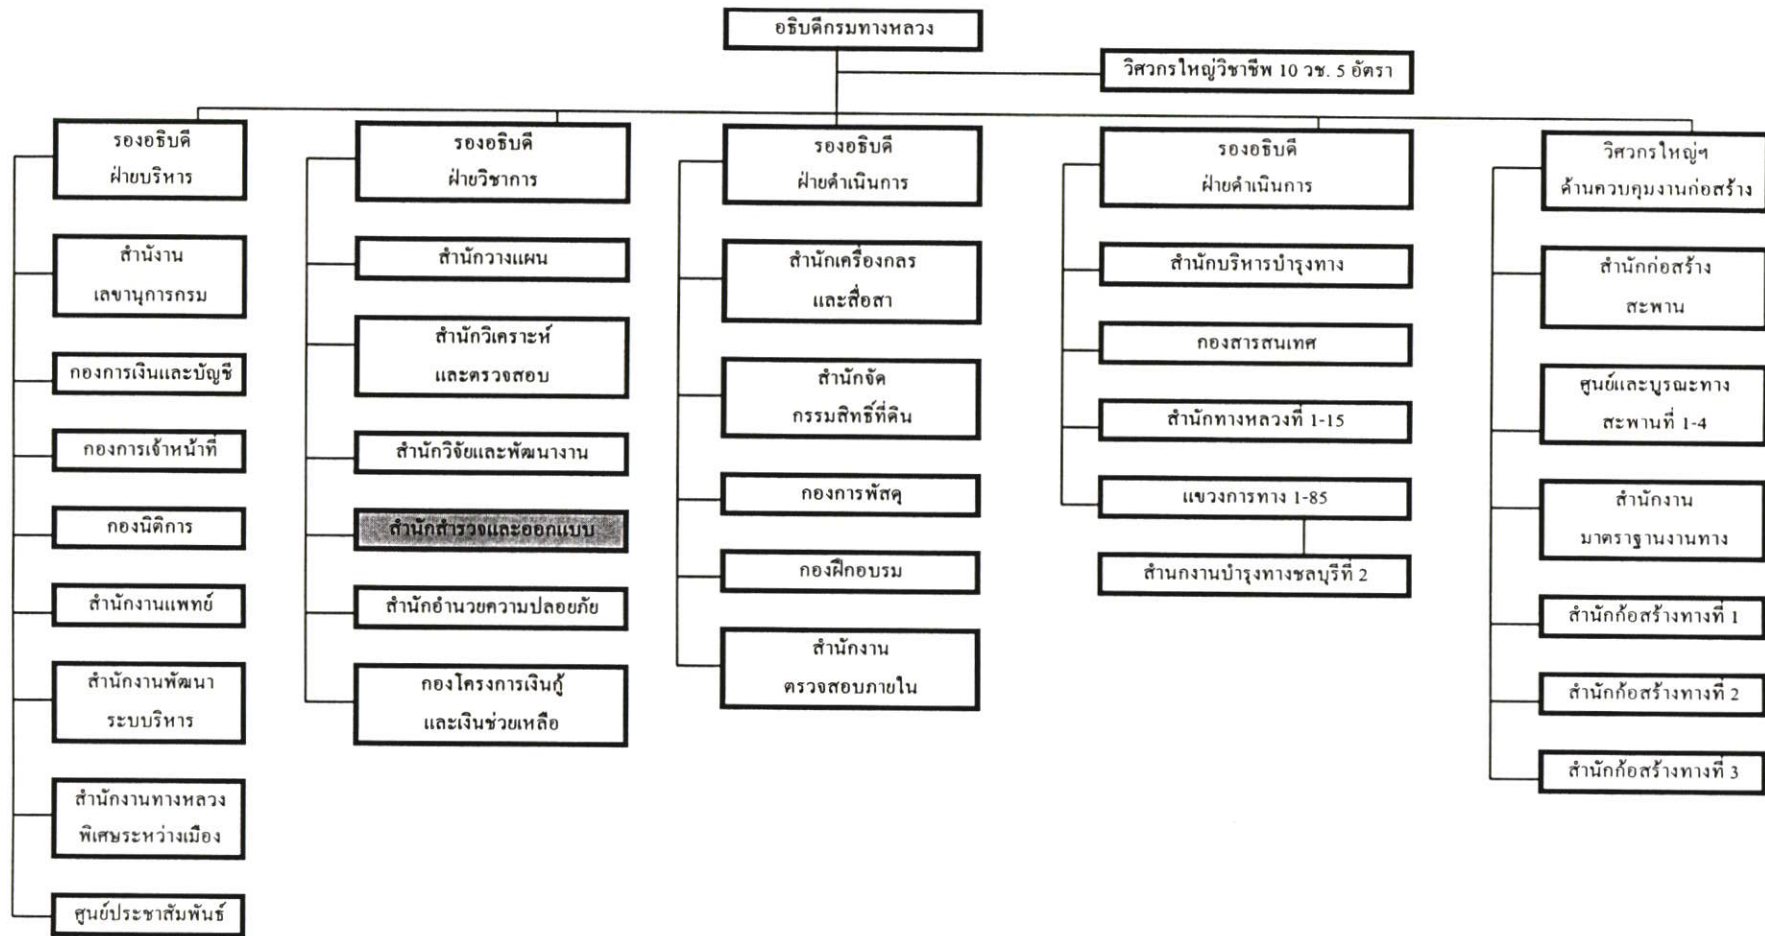 อธิบดีกรมทางหลวง
วิศวกรใหญ่วิชาชีพ 10 วช. 5 อัตรา
รองอธิบดี
ฝ่ายบริหาร
สำนังาน
เลขานุการกรม
กองการเงินและบัญชี
กองการเจ้าหน้าที่
กองนิติการ
สำนักงานแพทย์
สำนักงานพัฒนา
ระบบบริหาร
สำนักงานทางหลวง
พิเศษระหว่างเมือง
ศูนย์ประชาสัมพันธ์
รองอธิบดี
ฝ่ายวิชาการ
สำนักวางแผน
สำนักวิเคราะห์
และตรวจสอบ
สำนักวิจัยและพัฒนางาน
สำนักสำรวจและออกแบบ
สำนักอำนวยความปลอยภัย
กองโครงการเงินกู้
และเงินช่วยเหลือ
รองอธิบดี
ฝ่ายดำเนินการ
สำนักเครื่องกลร
และสื่อสา
สำนักจัด
กรรมสิทธิ์ที่ดิน
กองการพัสดุ
กองฝึกอบรม
สำนักงาน
ตรวจสอบภายใน
รองอธิบดี
ฝ่ายดำเนินการ
สำนักบริหารบำรุงทาง
กองสารสนเทศ
สำนักทางหลวงที่ 1-15
แขวงการทาง 1-85
สำนกงานบำรุงทางชลบุรีที่ 2
วิศวกรใหญ่ฯ
ด้านควบคุมงานก่อสร้าง
สำนักก่อสร้าง
สะพาน
ศูนย์และบูรณะทาง
สะพานที่ 1-4
สำนักงาน
มาตราฐานงานทาง
สำนักก้อสร้างทางที่ 1
สำนักก้อสร้างทางที่ 2
สำนักก้อสร้างทางที่ 3